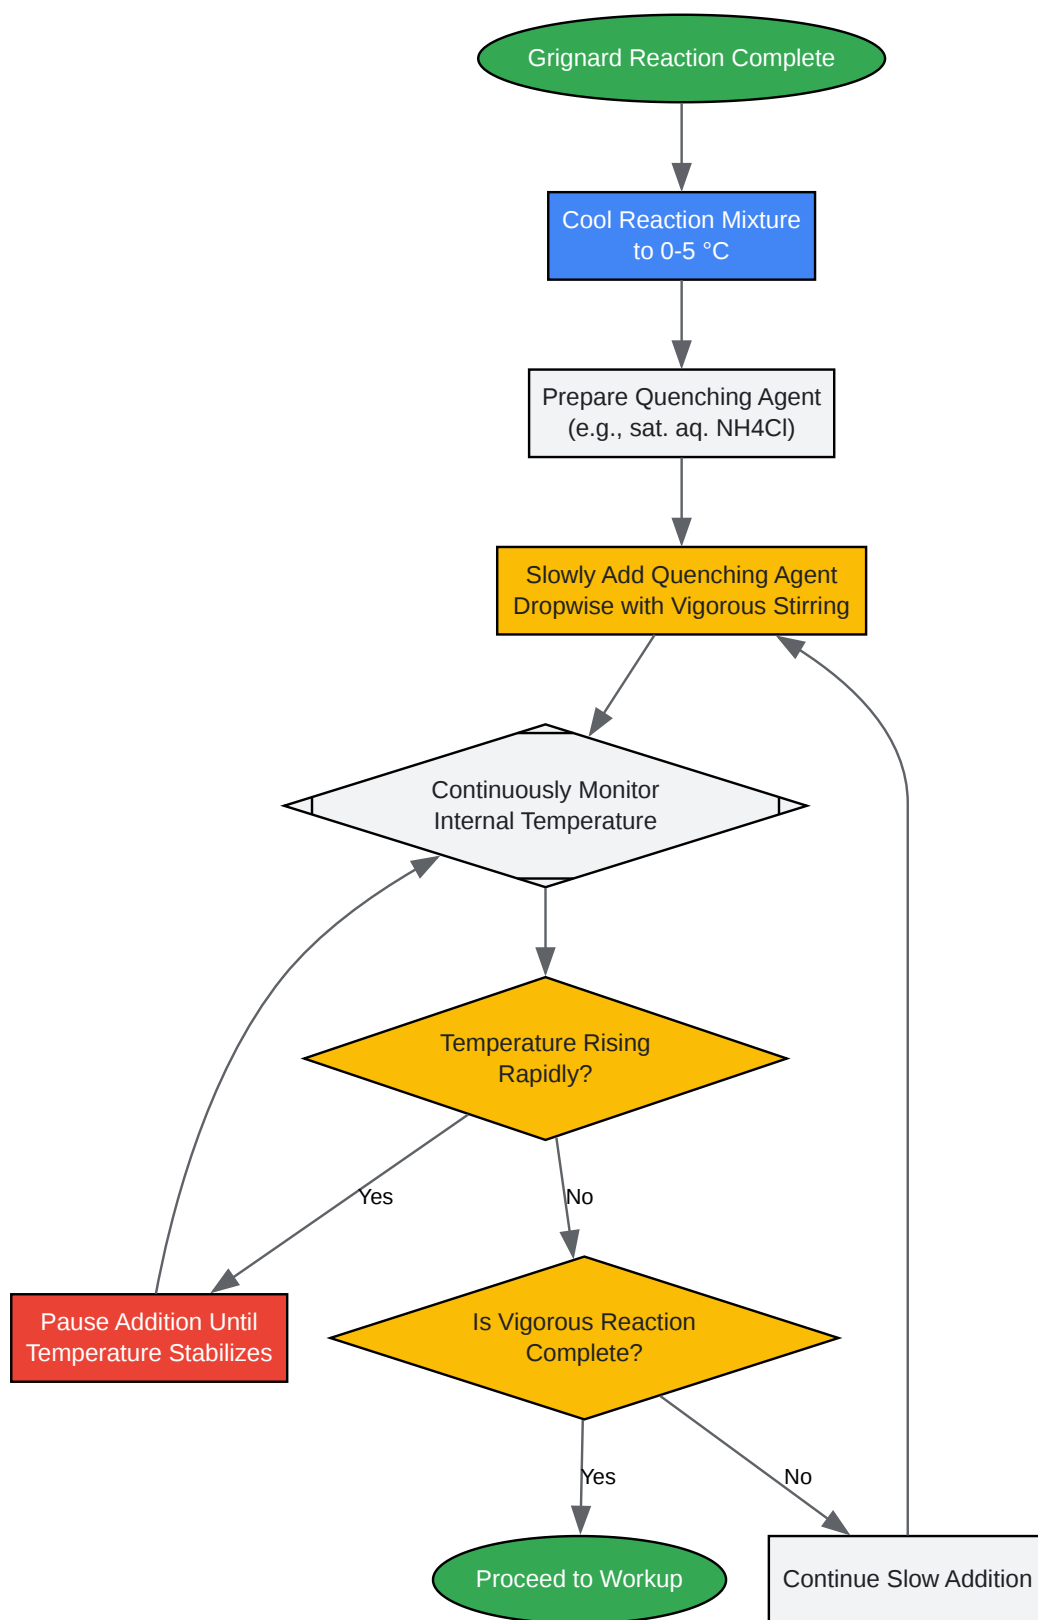 Grignard Reaction Complete
Cool Reaction Mixture
to 0-5 °C
Prepare Quenching Agent
(e.g., sat. aq. NH4Cl)
Slowly Add Quenching Agent
Dropwise with Vigorous Stirring
Continuously Monitor
Internal Temperature
Temperature Rising
Rapidly?
Yes
No
Pause Addition Until
Temperature Stabilizes
Is Vigorous Reaction
Complete?
Yes
No
Proceed to Workup
Continue Slow Addition